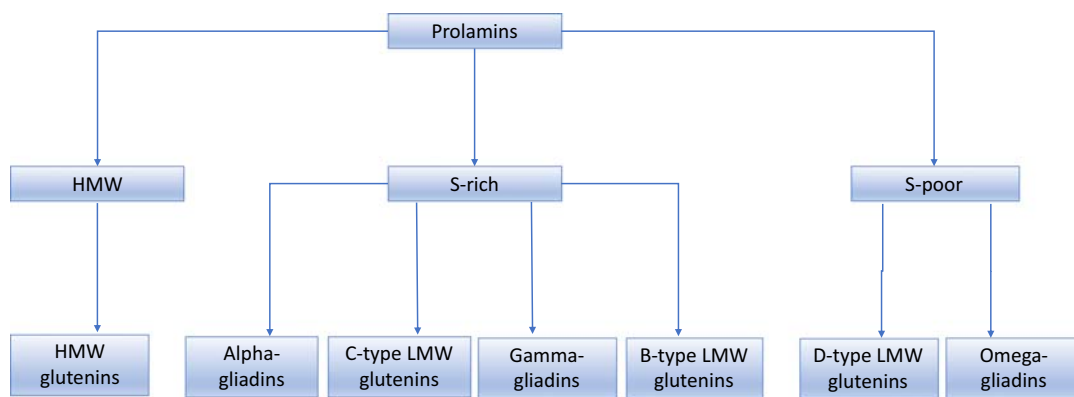 Prolamins
HMW
S-rich
S-poor
HMW
glutenins
Alpha-
gliadins
C-type LMW
glutenins
Gamma-
gliadins
B-type LMW
glutenins
D-type LMW
glutenins
Omega-
gliadins